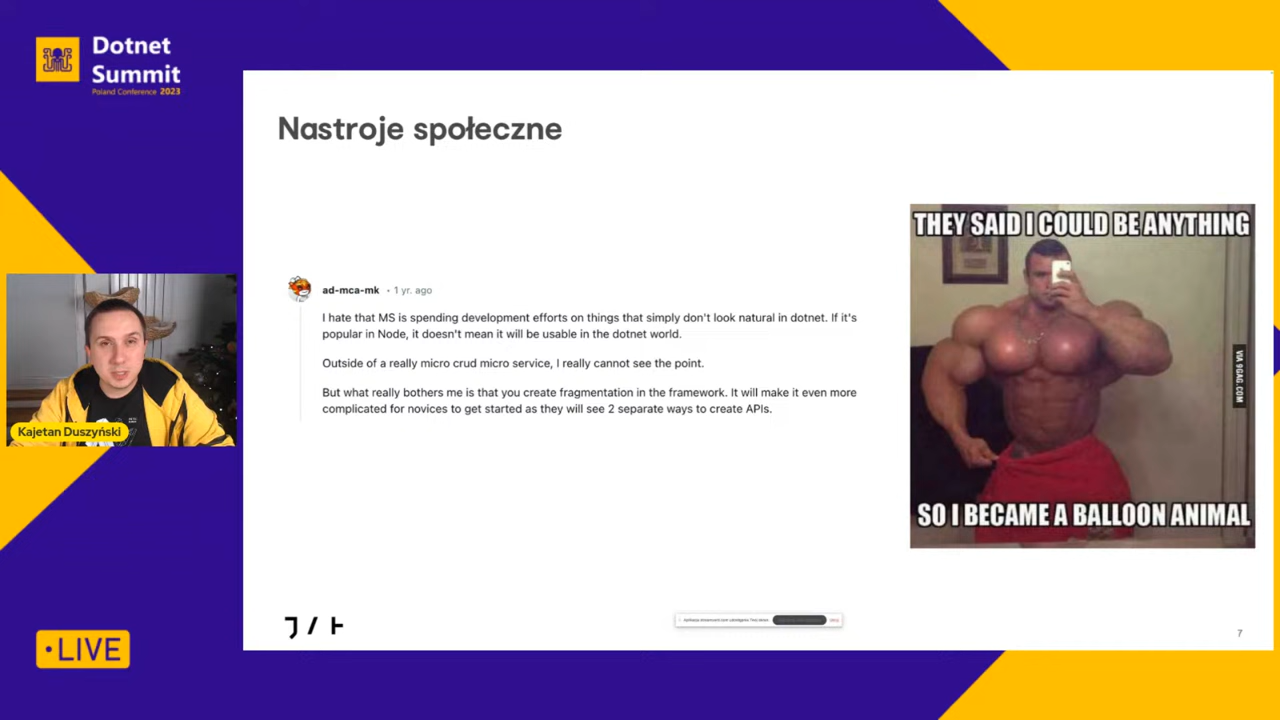 Dotnet
Summit
Poland Conference 2023
Nastroje społeczne
ad-mca-mk • 1 yr. ago
I hate that MS is spending development efforts on things that simply don't look natural in dotnet. If it's
popular in Node, it doesn't mean it will be usable in the dotnet world.
Outside of a really micro crud micro service, I really cannot see the point.
But what really bothers me is that you create fragmentation in the framework. It will make it even more
complicated for novices to get started as they will see 2 separate ways to create APIs.
THEY SAID I COULD BE ANYTHING
VIA 9GAG.COM
SO I BECAME A BALLOON ANIMAL
Kajetan Duszyński
•LIVE
7